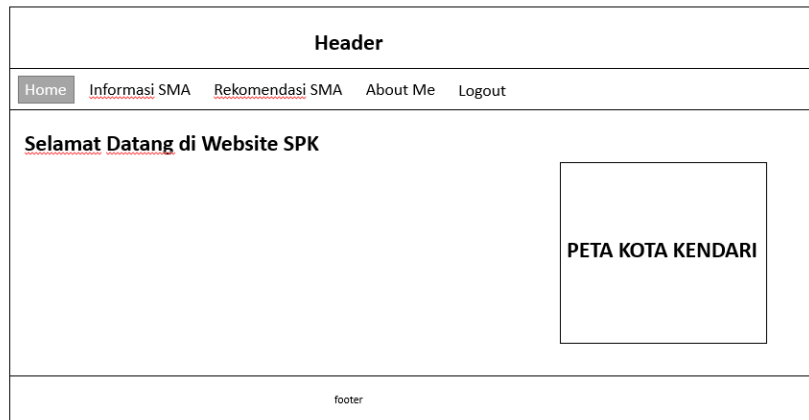 Header
Home Informasi SMA Rekomendasi SMA About Me Logout
Selamat Datang di Website SPK
PETA KOTA KENDARI
footer